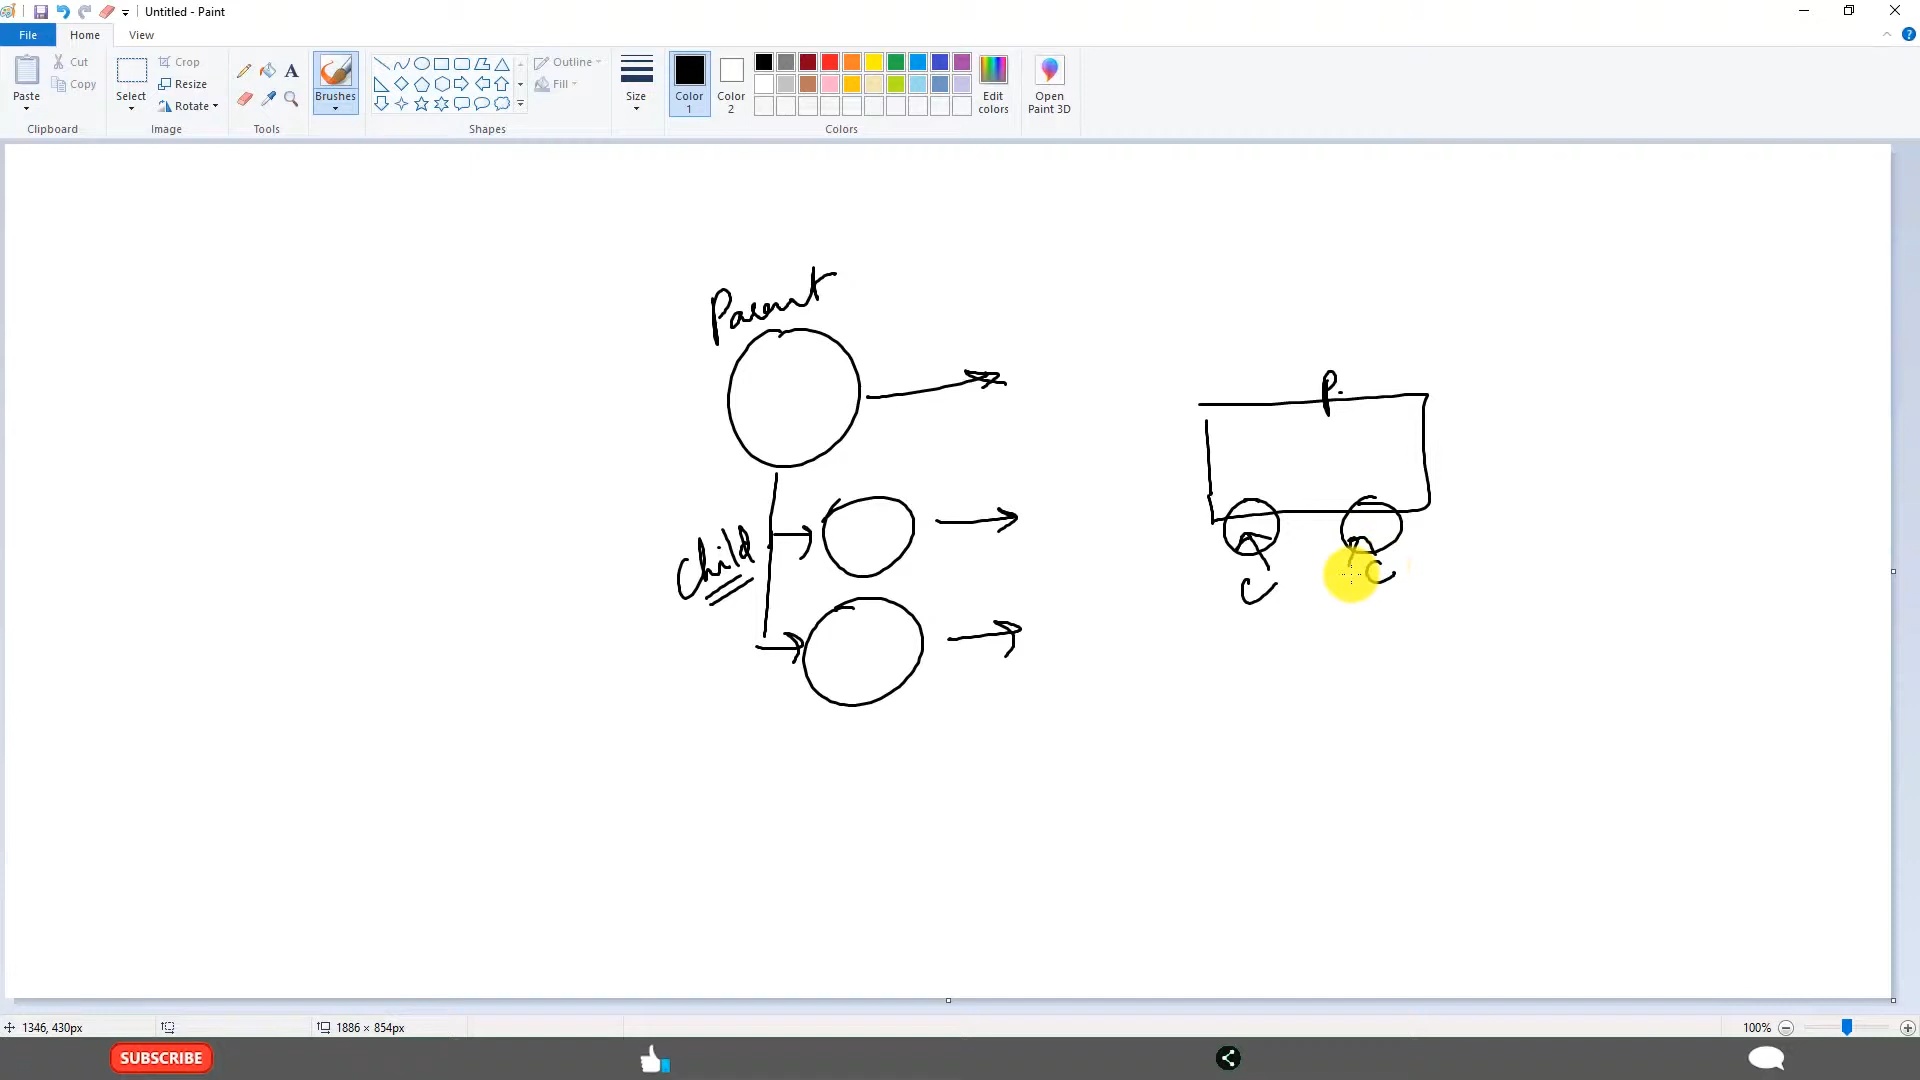 Untitled - Paint
File Home View
Paste
Cut
Copy
Clipboard
Select
Crop
Resize
Rotate
Image
Tools
Brushes
Shapes
Outline
Fill
Size
Color 1
Color 2
Colors
Edit colors
Open Paint 3D
Parent
P.
Child
C
C
1346, 430px
1886 × 854px
100%
SUBSCRIBE